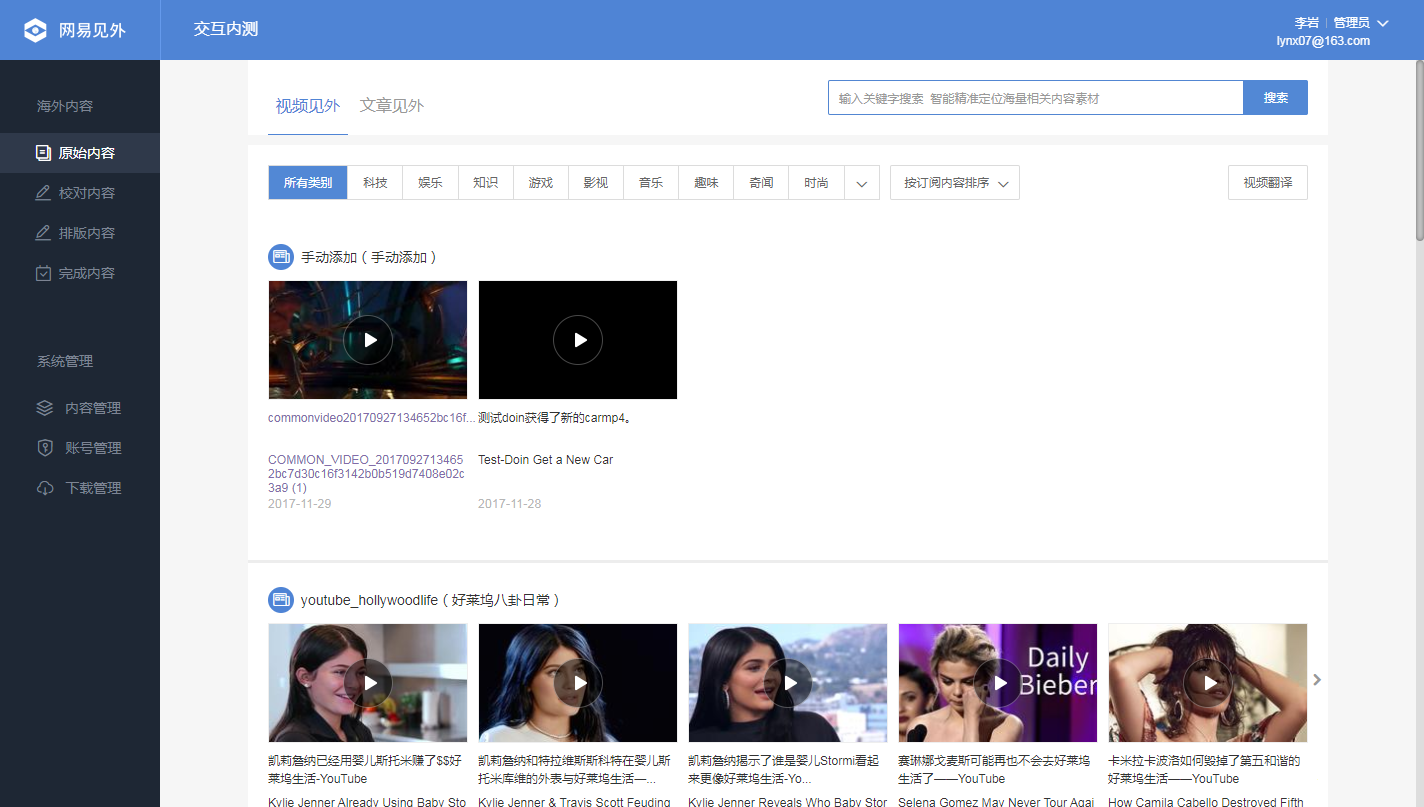 网易见外
交互内测
李岩
管理员
lynx07@163.com
海外内容
原始内容
校对内容
排版内容
完成内容
系统管理
内容管理
账号管理
下载管理
视频见外
文章见外
输入关键字搜索 智能精准定位海量相关内容素材
搜索
所有类别
科技
娱乐
知识
游戏
影视
音乐
趣味
奇闻
时尚
按订阅内容排序
视频翻译
手动添加（手动添加）
commonvideo20170927134652bc16f...
测试doin获得了新的carmp4。
COMMON_VIDEO_2017092713465
2bc7d30c16f3142b0b519d7408e02c
3a9 (1)
2017-11-29
Test-Doin Get a New Car
2017-11-28
youtube_hollywoodlife（好莱坞八卦日常）
Daily
Bieber
凯莉詹纳已经用婴儿斯托米赚了$$好
莱坞生活-YouTube
Kylie Jenner Already Using Baby Sto
凯莉詹纳和特拉维斯斯科特在婴儿斯
托米库维的外表与好莱坞生活—...
Kylie Jenner & Travis Scott Feuding
凯莉詹纳揭示了谁是婴儿Stormi看起
来更像好莱坞生活-Yo...
Kylie Jenner Reveals Who Baby Stor
赛琳娜戈麦斯可能再也不会去好莱坞
生活了——YouTube
Selena Gomez May Never Tour Agai
卡米拉卡波洛如何毁掉了第五和谐的
好莱坞生活——YouTube
How Camila Cabello Destroyed Fifth